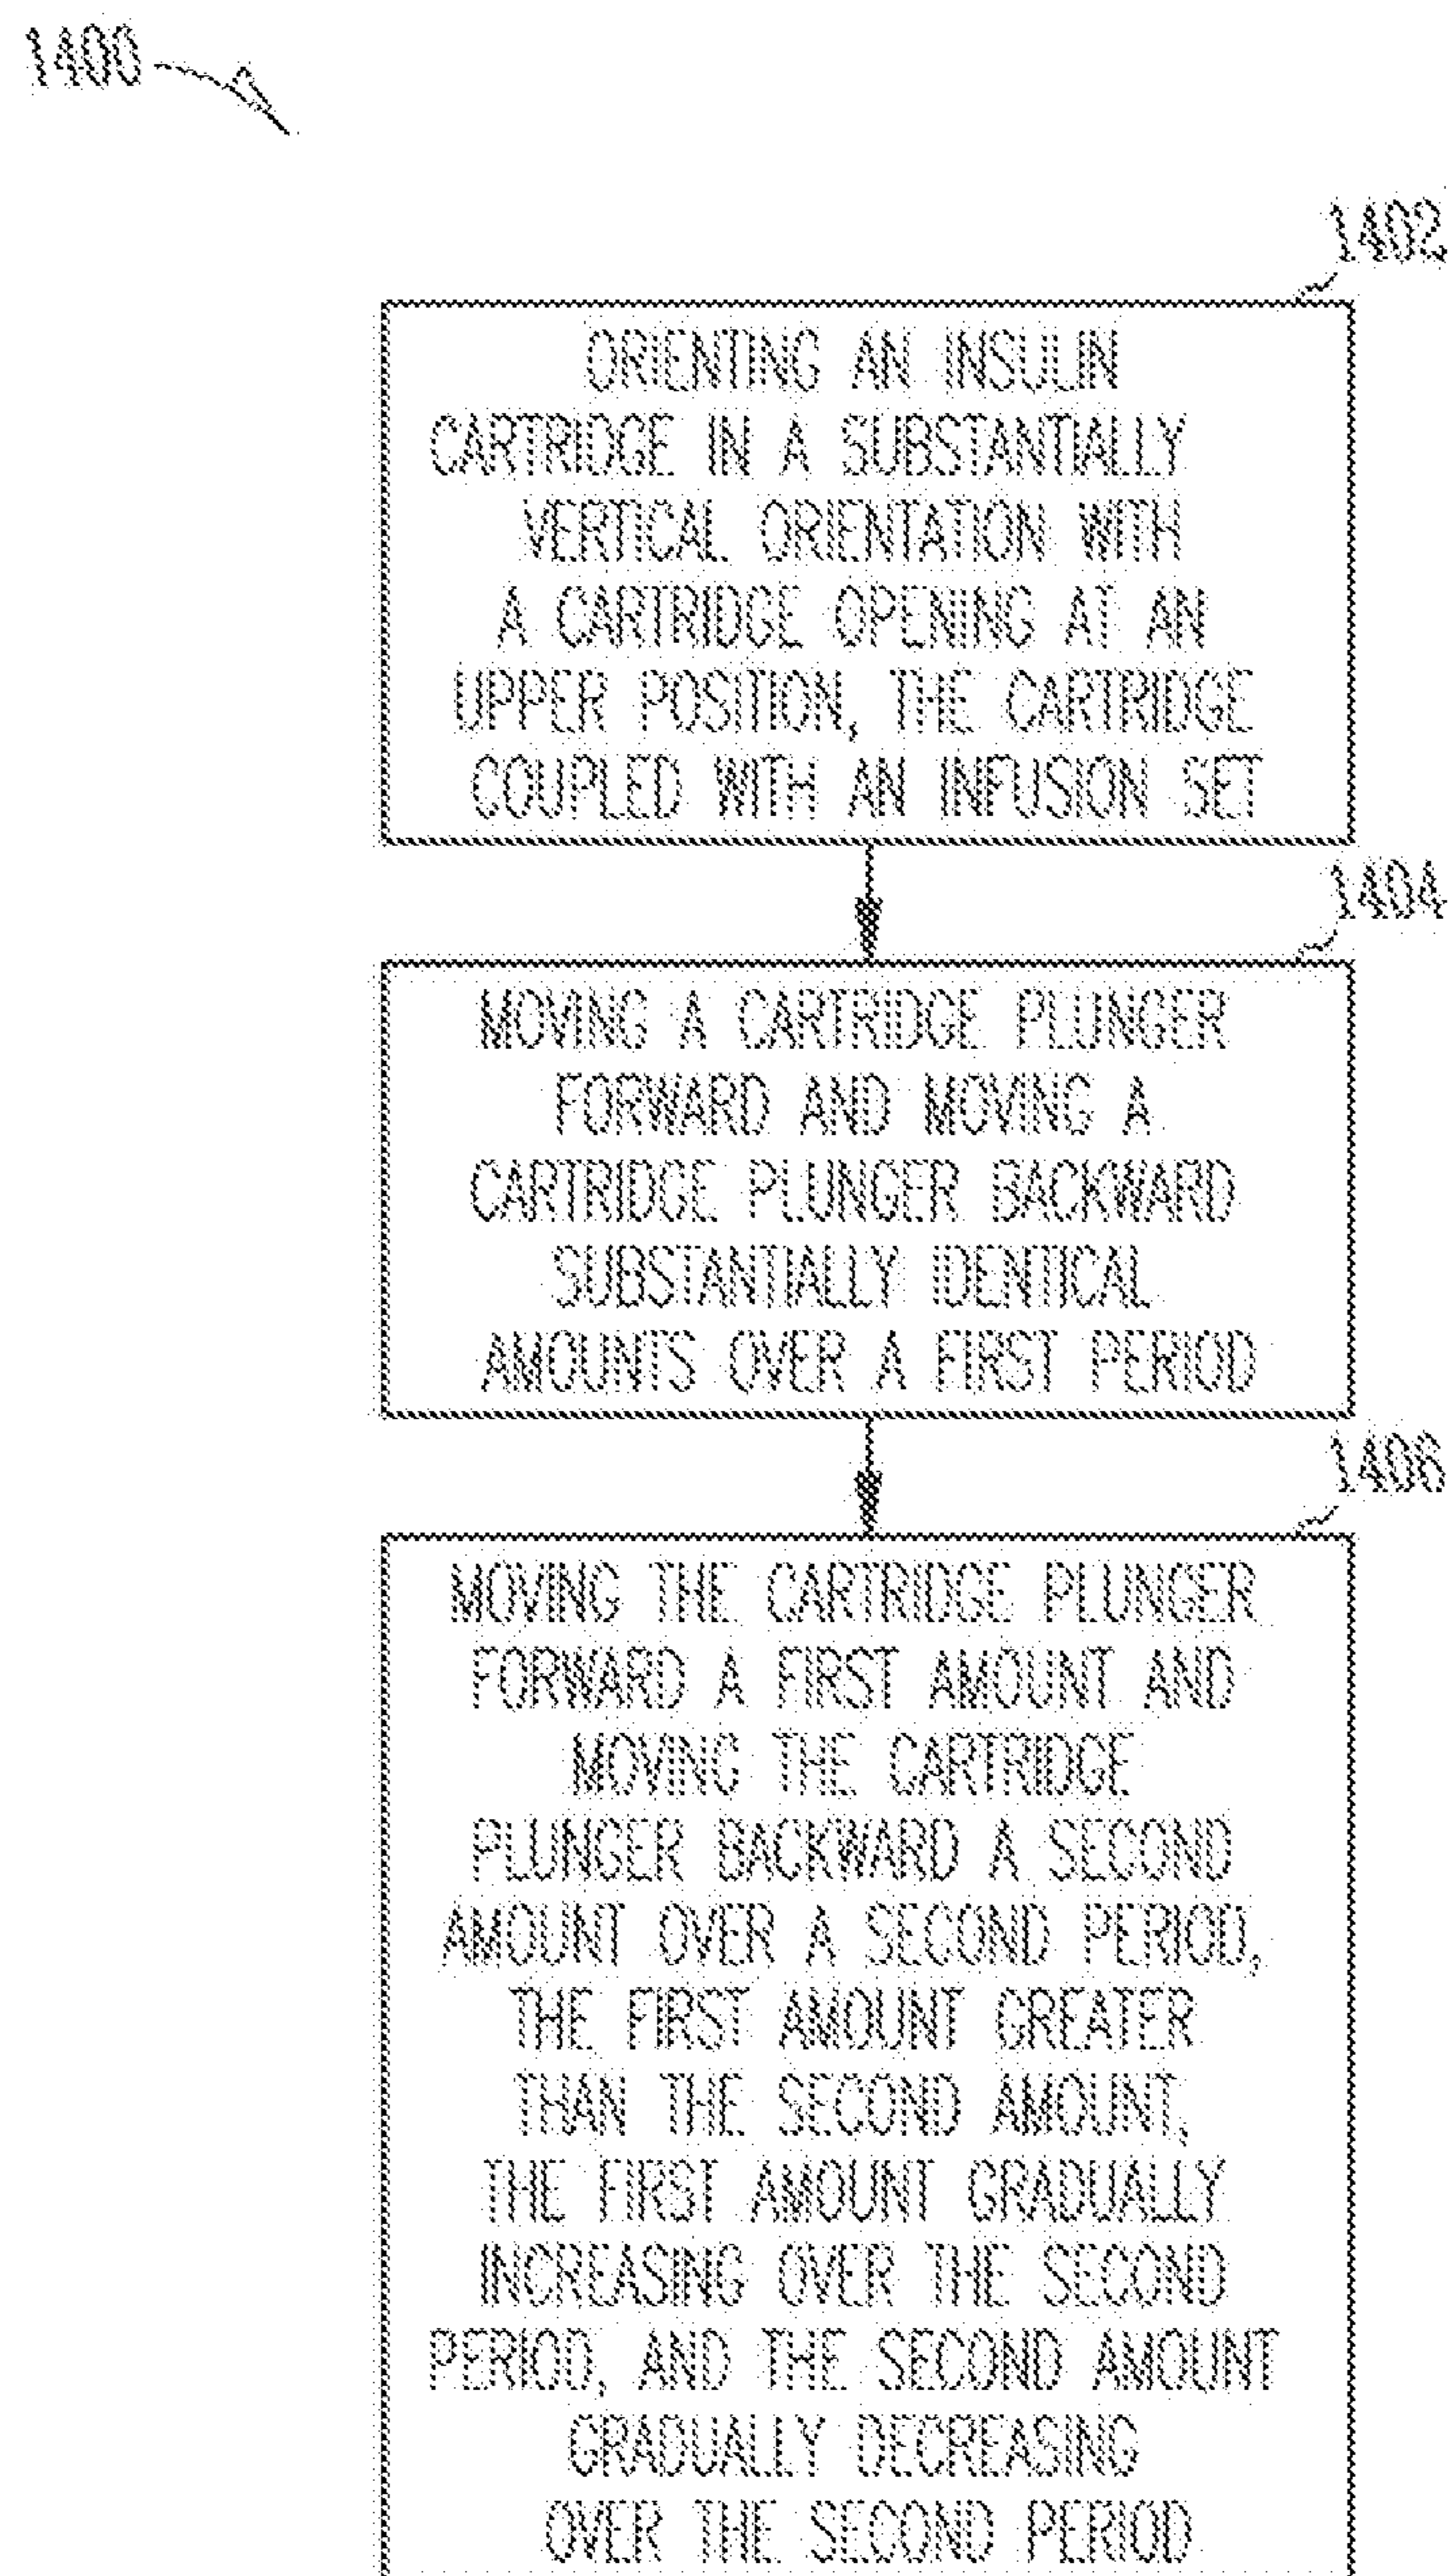 1400
1402
ORIENTING AN INSULIN
CARTRIDGE IN A SUBSTANTIALLY
VERTICAL ORIENTATION WITH
A CARTRIDGE OPENING AT AN
UPPER POSITION, THE CARTRIDGE
COUPLED WITH AN INFUSION SET
1404
MOVING A CARTRIDGE PLUNGER
FORWARD AND MOVING A
CARTRIDGE PLUNGER BACKWARD
SUBSTANTIALLY IDENTICAL
AMOUNTS OVER A FIRST PERIOD
1406
MOVING THE CARTRIDGE PLUNGER
FORWARD A FIRST AMOUNT AND
MOVING THE CARTRIDGE
PLUNGER BACKWARD A SECOND
AMOUNT OVER A SECOND PERIOD,
THE FIRST AMOUNT GREATER
THAN THE SECOND AMOUNT,
THE FIRST AMOUNT GRADUALLY
INCREASING OVER THE SECOND
PERIOD, AND THE SECOND AMOUNT
GRADUALLY DECREASING
OVER THE SECOND PERIOD